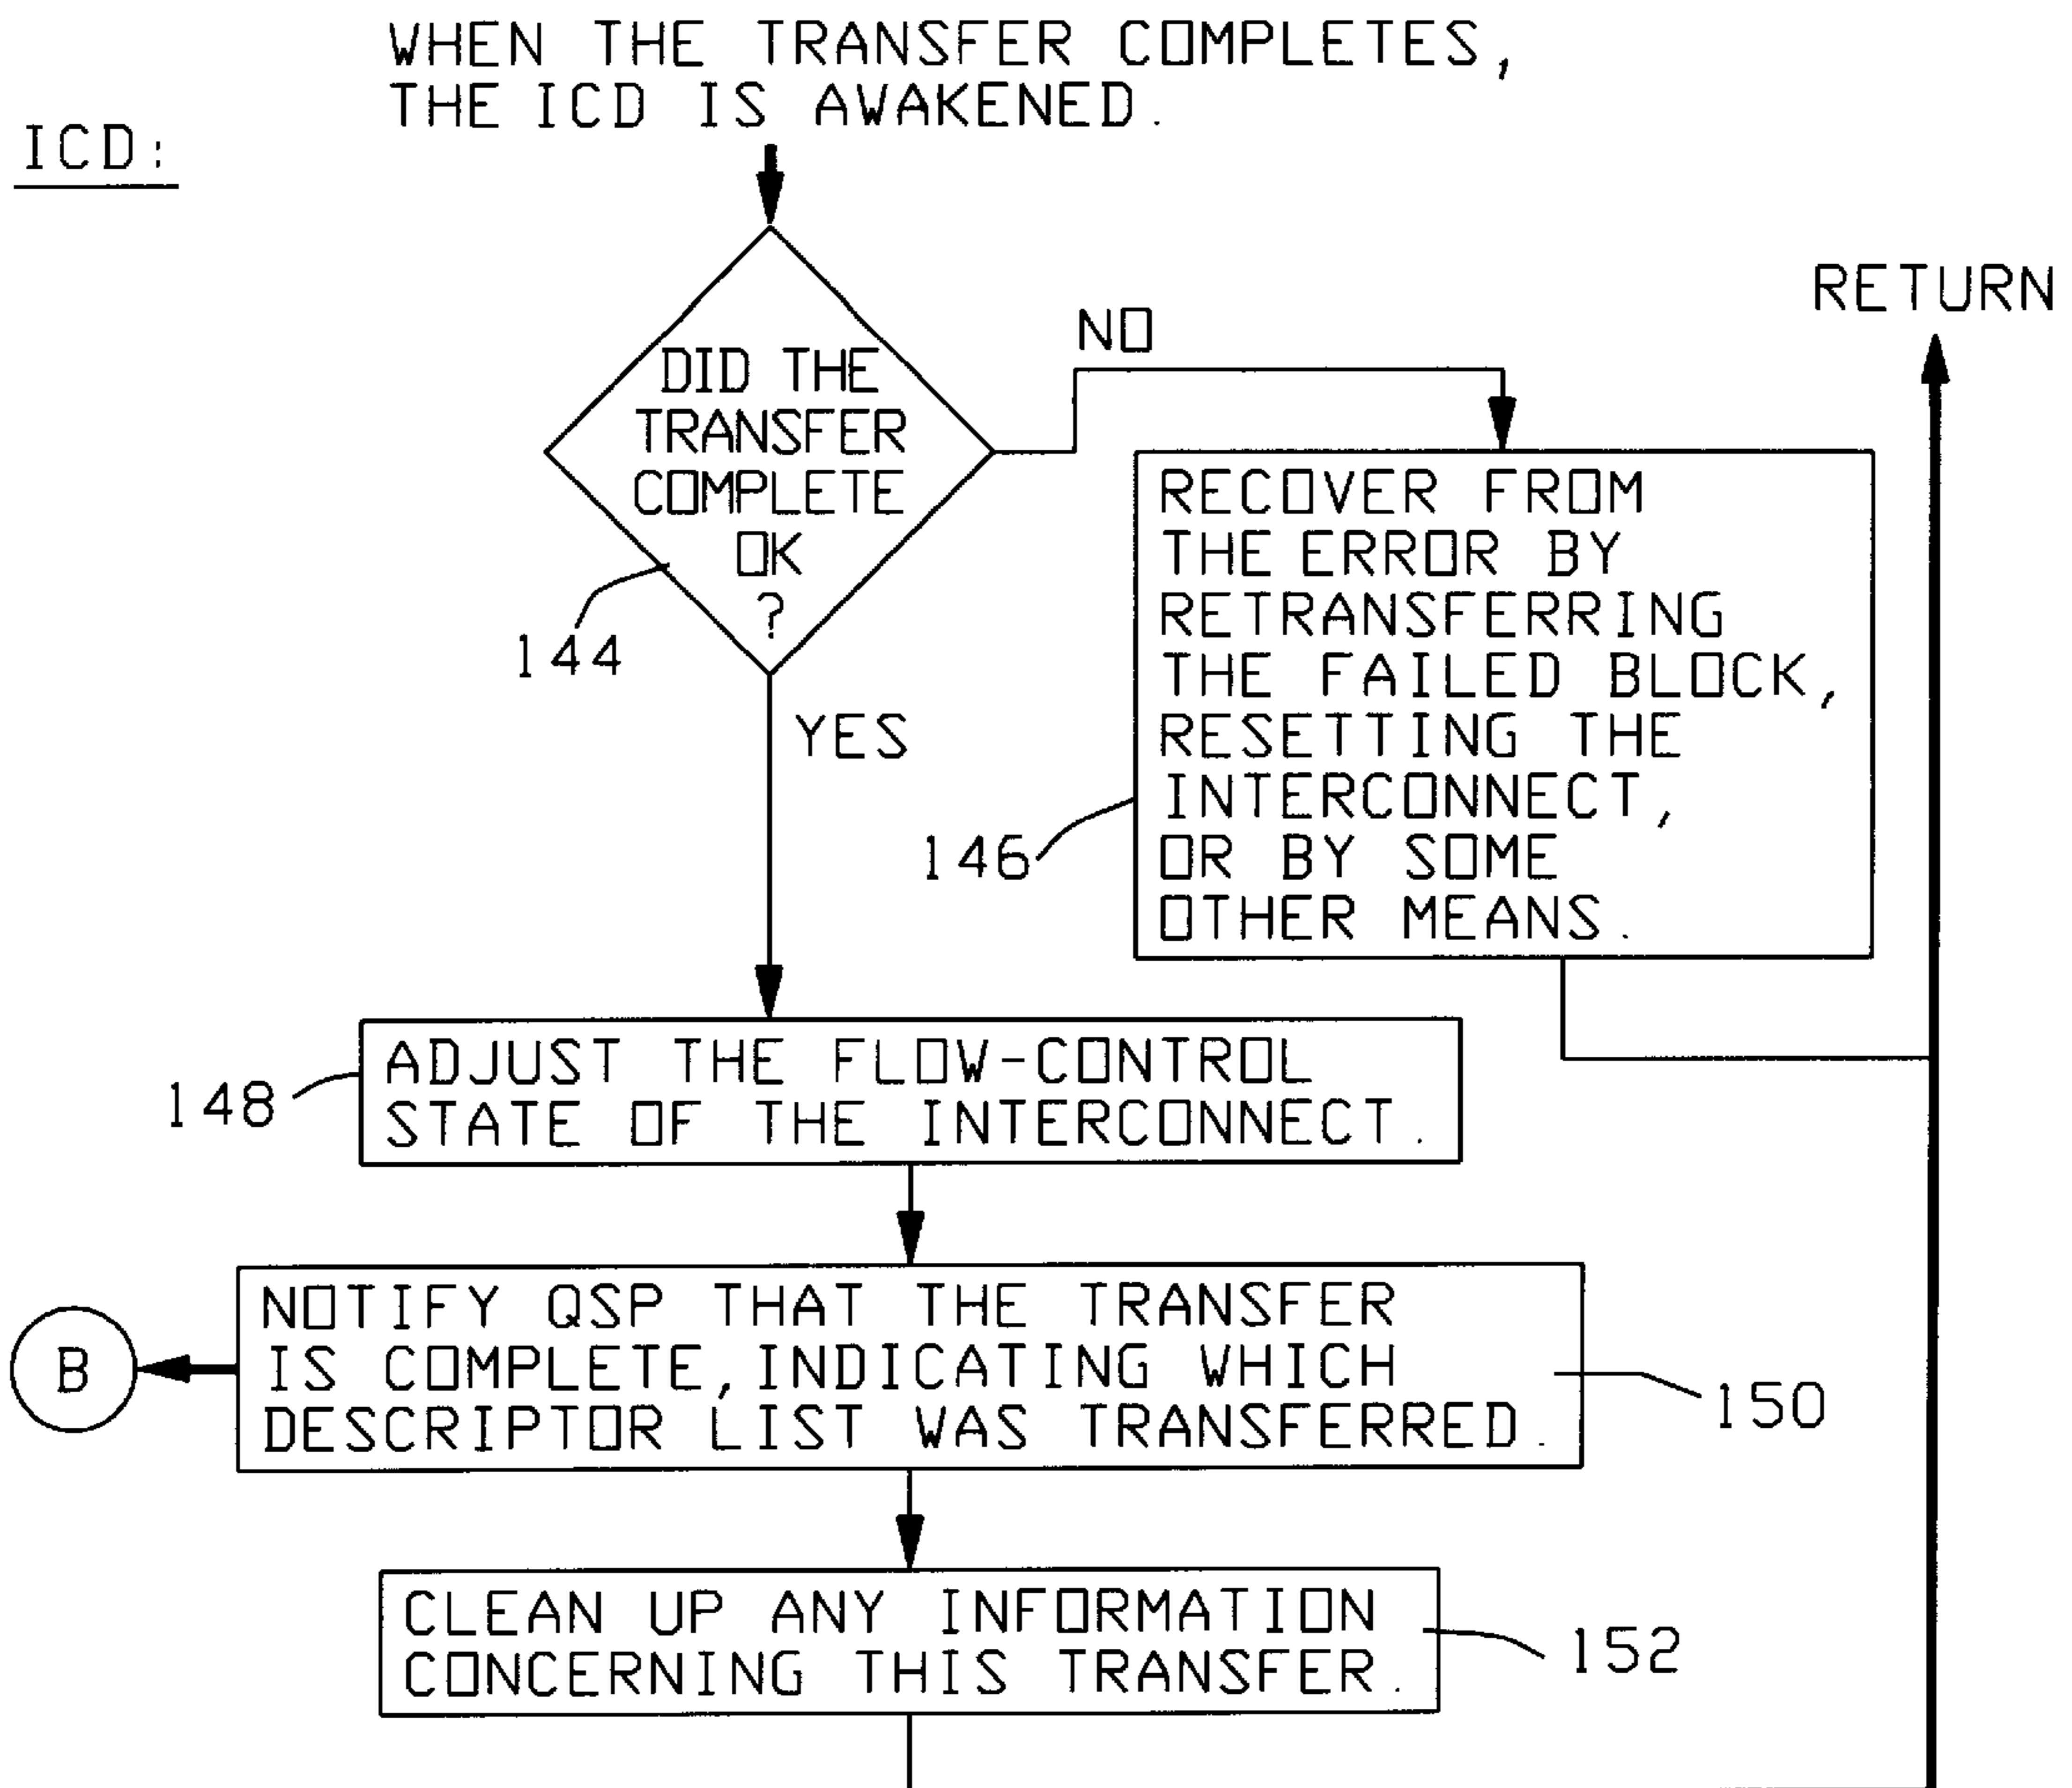 WHEN THE TRANSFER COMPLETES,
THE ICD IS AWAKENED.
ICD:
RETURN
NO
DID THE
TRANSFER
COMPLETE
OK
?
144
RECOVER FROM
THE ERROR BY
RETRANSFERRING
THE FAILED BLOCK,
RESETTING THE
INTERCONNECT,
OR BY SOME
OTHER MEANS.
146
YES
ADJUST THE FLOW-CONTROL
STATE OF THE INTERCONNECT.
148
NOTIFY QSP THAT THE TRANSFER
IS COMPLETE, INDICATING WHICH
DESCRIPTOR LIST WAS TRANSFERRED.
B
150
CLEAN UP ANY INFORMATION
CONCERNING THIS TRANSFER.
152